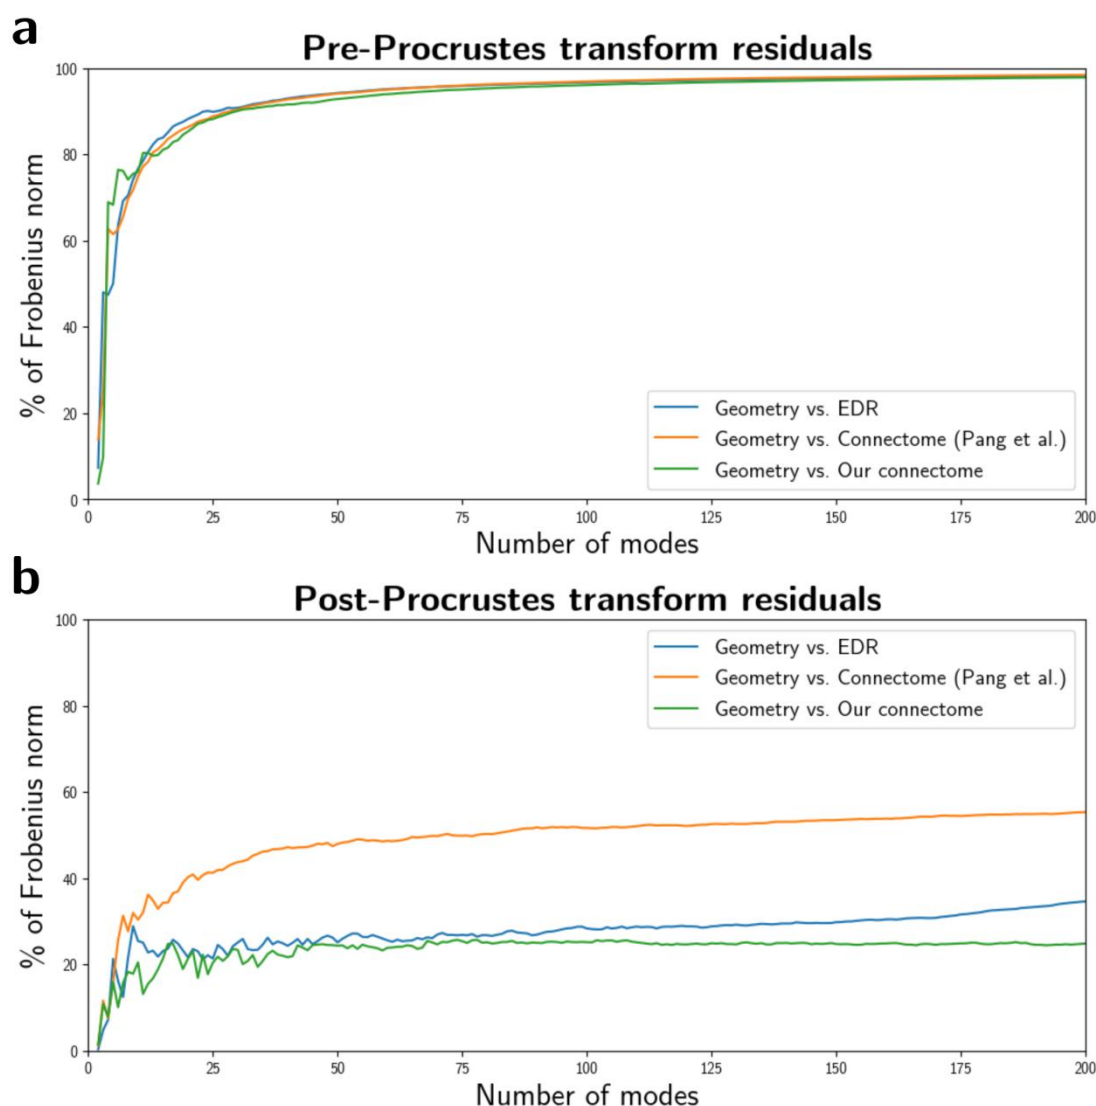 a
Pre-Procrustes transform residuals
100
80
60
40
20
0
% of Frobenius norm
Geometry vs. EDR
Geometry vs. Connectome (Pang et al.)
Geometry vs. Our connectome
0 25 50 75 100 125 150 175 200
Number of modes
b
Post-Procrustes transform residuals
100
80
60
40
20
0
% of Frobenius norm
Geometry vs. EDR
Geometry vs. Connectome (Pang et al.)
Geometry vs. Our connectome
0 25 50 75 100 125 150 175 200
Number of modes